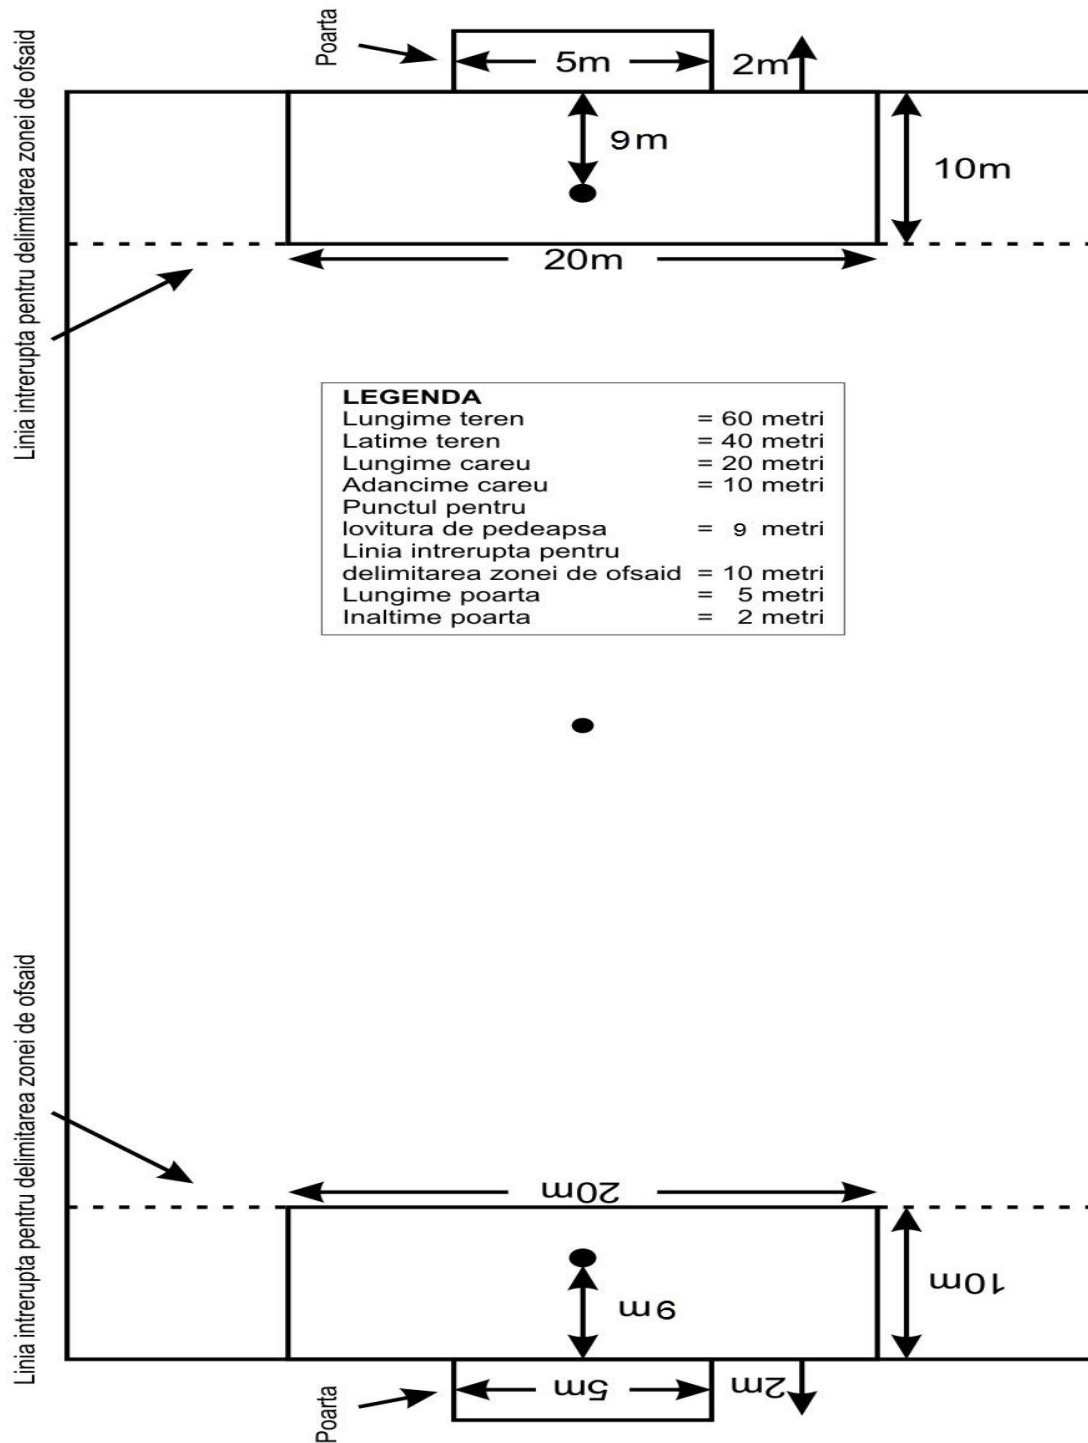 Linia intrerupta pentru delimitarea zonei de ofsaid
Poarta
5m
2m
9m
10m
20m
LEGENDA
Lungime teren = 60 metri
Latime teren = 40 metri
Lungime careu = 20 metri
Adancime careu = 10 metri
Punctul pentru
lovitura de pedeapsa = 9 metri
Linia intrerupta pentru
delimitarea zonei de ofsaid = 10 metri
Lungime poarta = 5 metri
Inaltime poarta = 2 metri
Linia intrerupta pentru delimitarea zonei de ofsaid
20m
10m
9m
5m
2m
Poarta